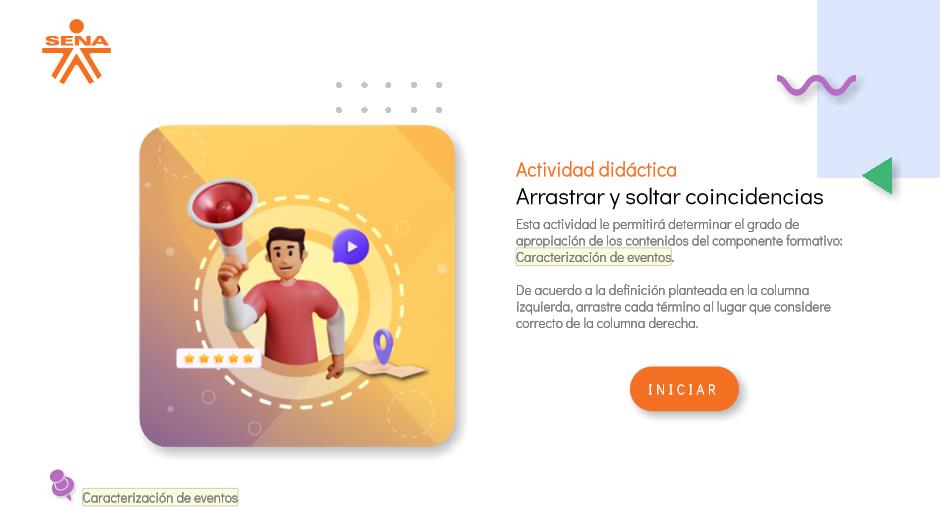 SENA
Actividad didáctica
Arrastrar y soltar coincidencias
Esta actividad le permitirá determinar el grado de
apropiación de los contenidos del componente formativo:
Caracterización de eventos.
De acuerdo a la definición planteada en la columna
izquierda, arrastre cada término al lugar que considere
correcto de la columna derecha.
INICIAR
Caracterización de eventos